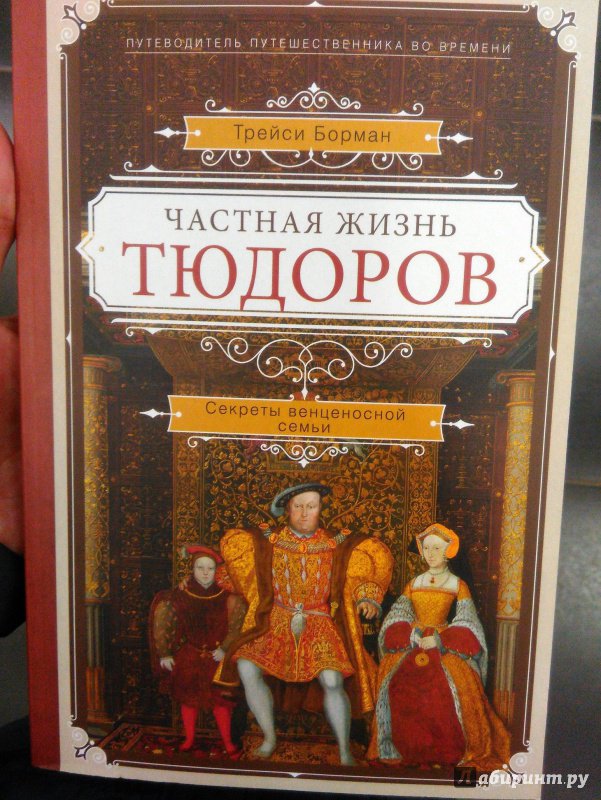 ПУТЕВОДИТЕЛЬ ПУТЕШЕСТВЕННИКА ВО ВРЕМЕНИ
Трейси Борман
ЧАСТНАЯ ЖИЗНЬ
ТЮДОРОВ
Секреты венценосной
семьи
Лабиринт.ру